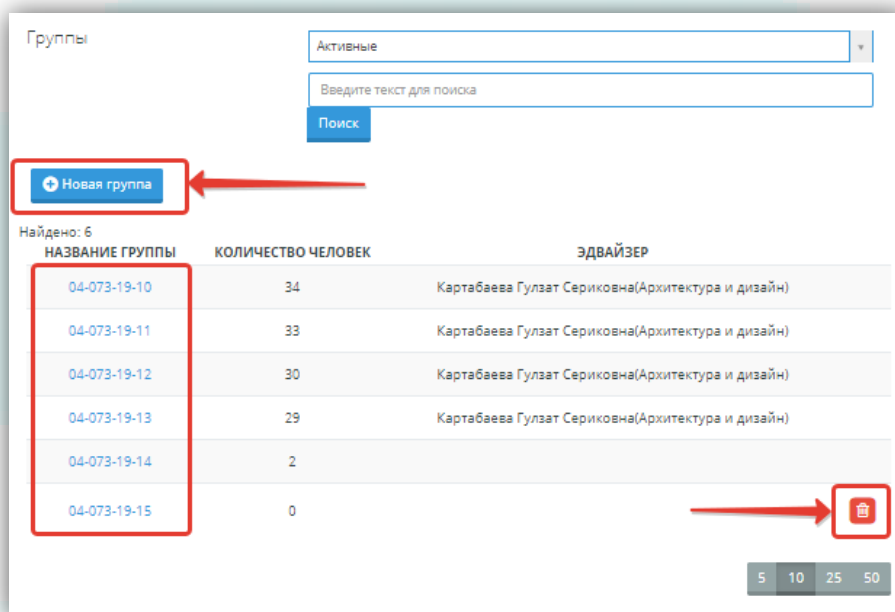 Группы
Активные
Введите текст для поиска
Поиск
Новая группа
Найдено: 6
НАЗВАНИЕ ГРУППЫ КОЛИЧЕСТВО ЧЕЛОВЕК ЭДВАЙЗЕР
04-073-19-10 34 Картабаева Гулзат Сериковна(Архитектура и дизайн)
04-073-19-11 33 Картабаева Гулзат Сериковна(Архитектура и дизайн)
04-073-19-12 30 Картабаева Гулзат Сериковна(Архитектура и дизайн)
04-073-19-13 29 Картабаева Гулзат Сериковна(Архитектура и дизайн)
04-073-19-14 2
04-073-19-15 0
5 10 25 50